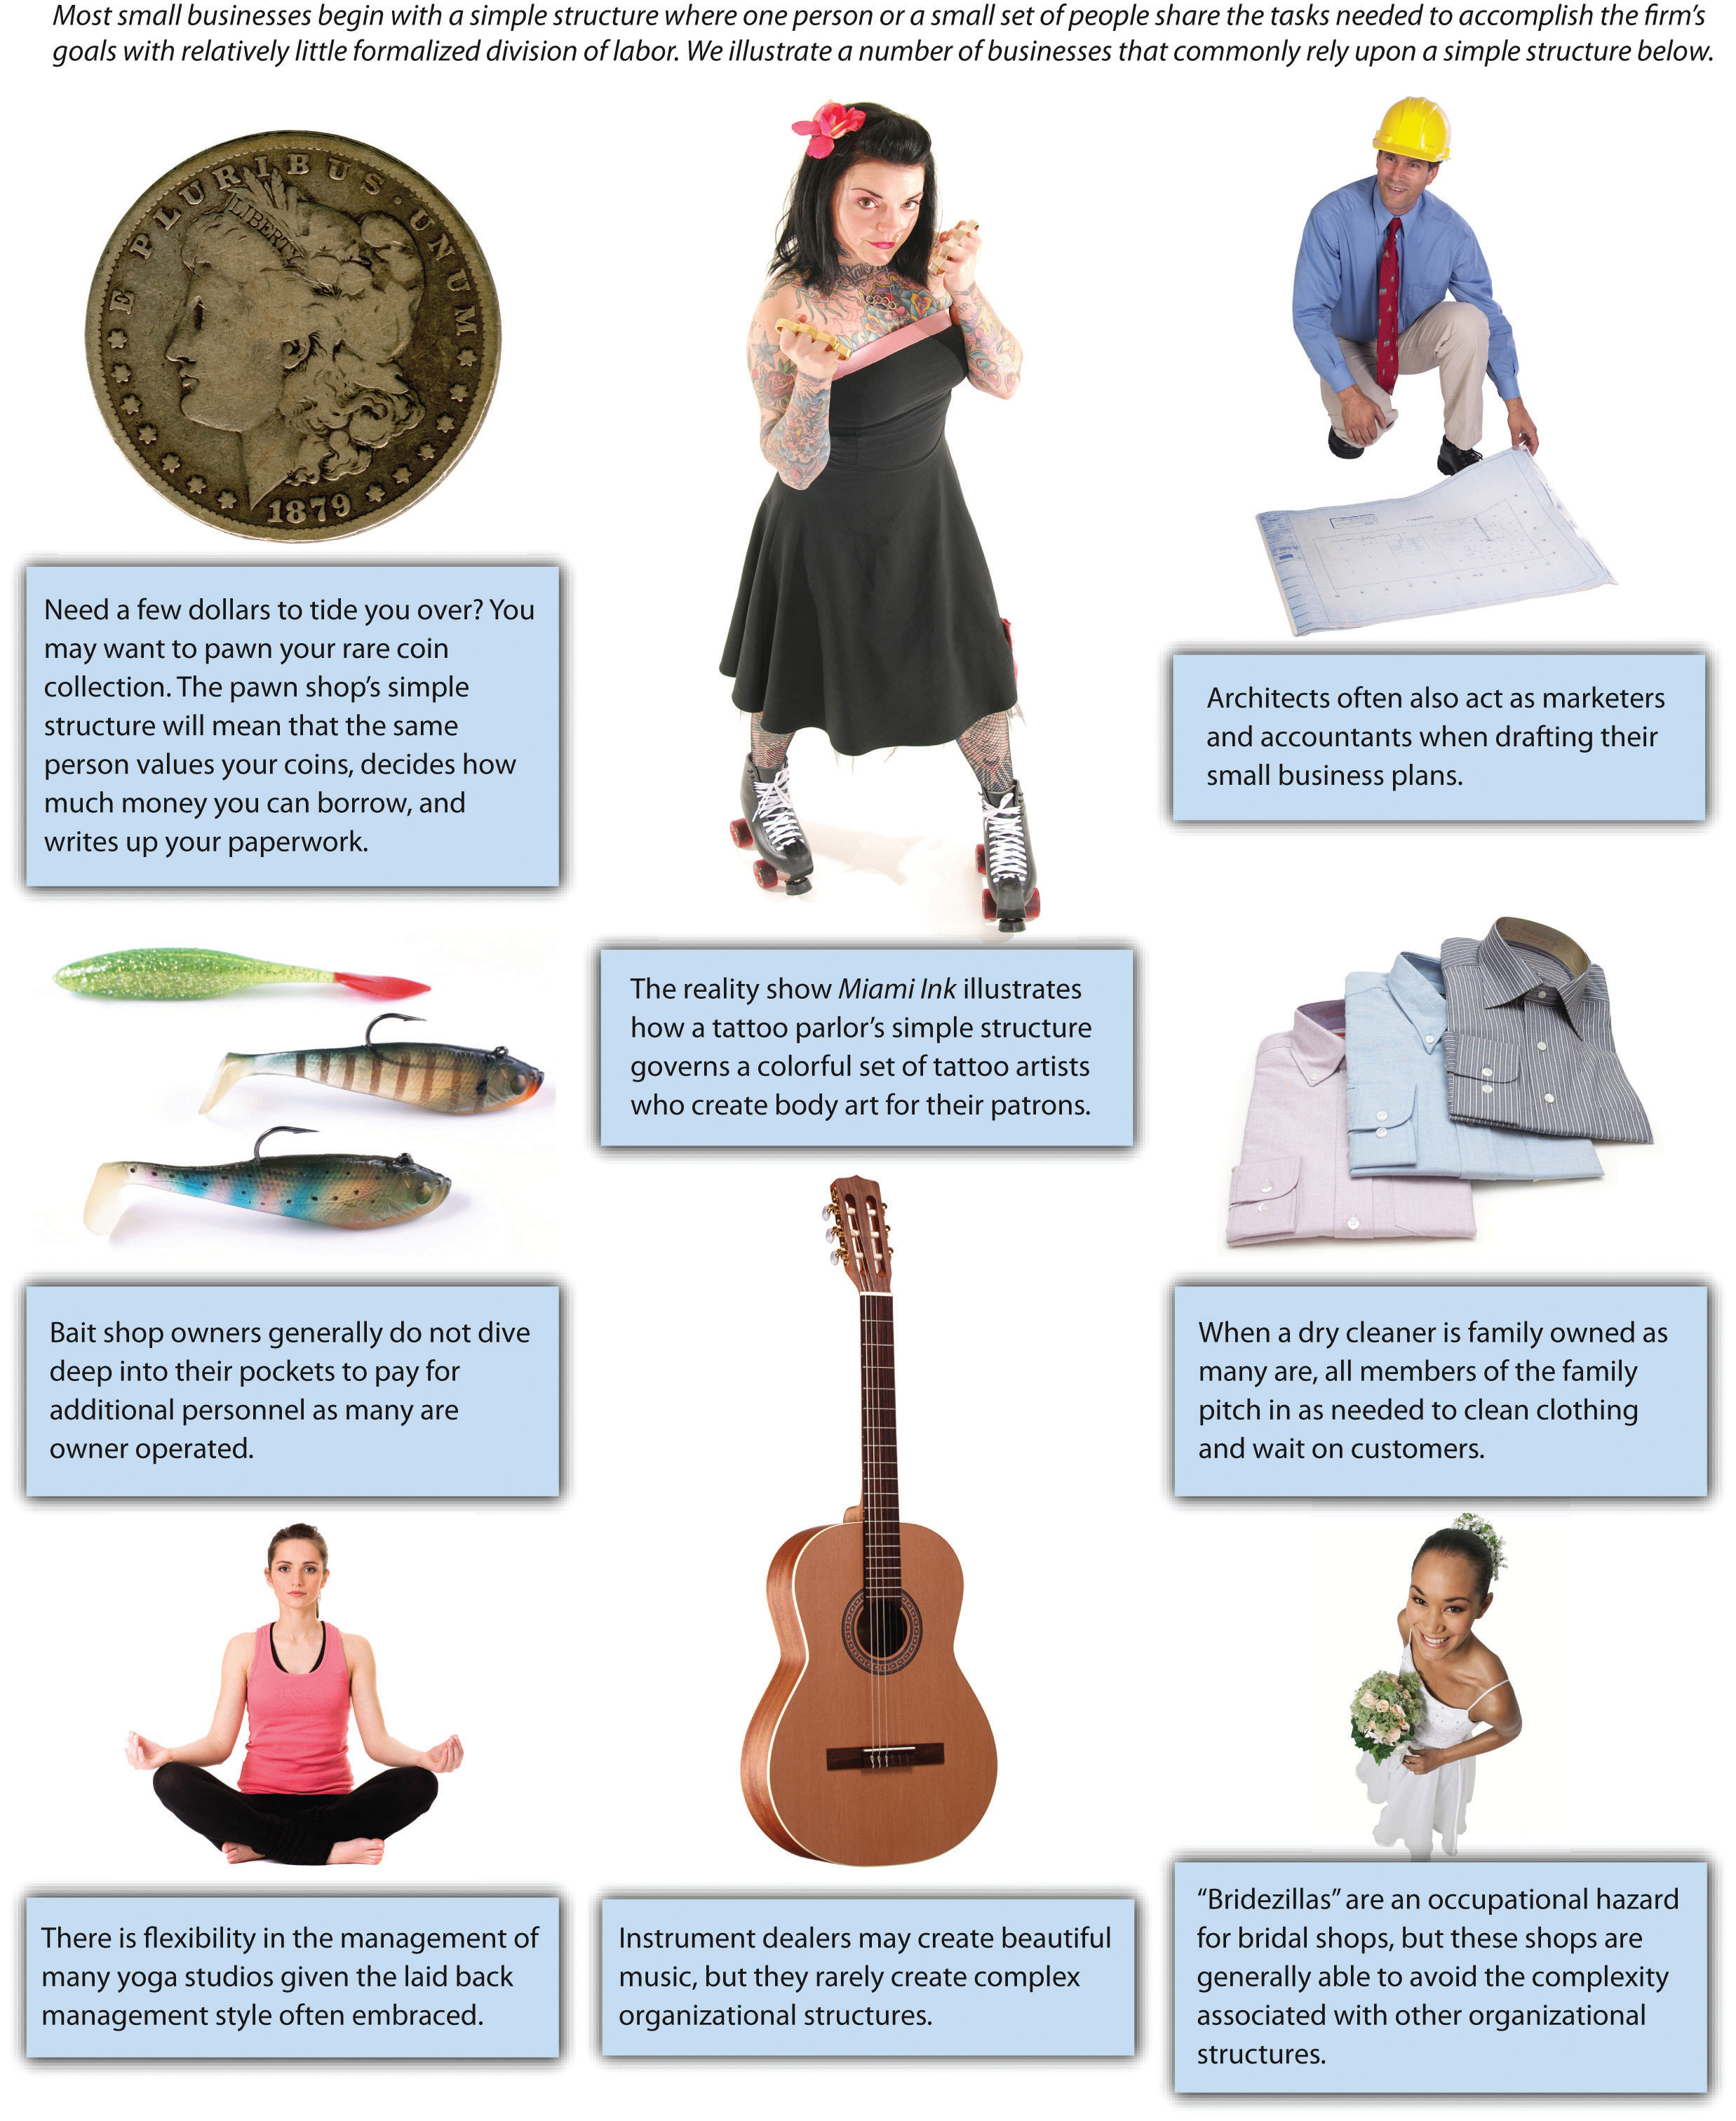 Most small businesses begin with a simple structure where one person or a small set of people share the tasks needed to accomplish the firm's
goals with relatively little formalized division of labor. We illustrate a number of businesses that commonly rely upon a simple structure below.
E PLURIBUS · UNUM
LIBERTY
1879
Need a few dollars to tide you over? You
may want to pawn your rare coin
collection. The pawn shop's simple
structure will mean that the same
person values your coins, decides how
much money you can borrow, and
writes up your paperwork.
Architects often also act as marketers
and accountants when drafting their
small business plans.
The reality show Miami Ink illustrates
how a tattoo parlor's simple structure
governs a colorful set of tattoo artists
who create body art for their patrons.
Bait shop owners generally do not dive
deep into their pockets to pay for
additional personnel as many are
owner operated.
When a dry cleaner is family owned as
many are, all members of the family
pitch in as needed to clean clothing
and wait on customers.
There is flexibility in the management of
many yoga studios given the laid back
management style often embraced.
Instrument dealers may create beautiful
music, but they rarely create complex
organizational structures.
“Bridezillas” are an occupational hazard
for bridal shops, but these shops are
generally able to avoid the complexity
associated with other organizational
structures.